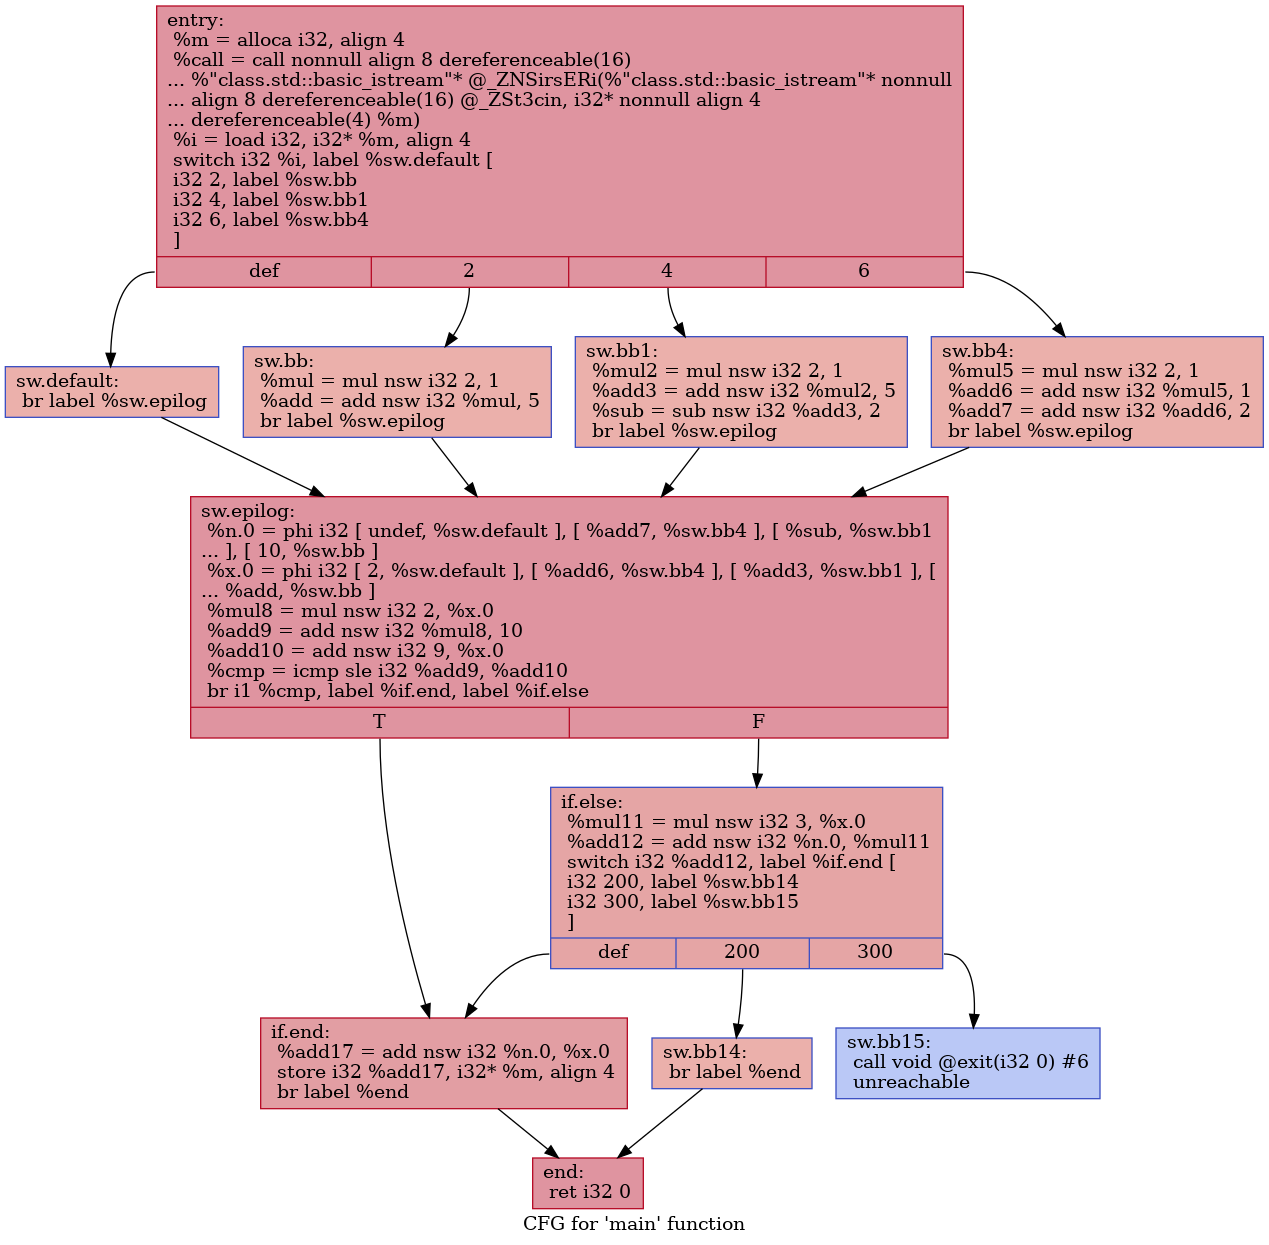 entry:
%m = alloca i32, align 4
%call = call nonnull align 8 dereferenceable(16)
... %"class.std::basic_istream"* @_ZNSirsERi(%"class.std::basic_istream"* nonnull
... align 8 dereferenceable(16) @_ZSt3cin, i32* nonnull align 4
... dereferenceable(4) %m)
%i = load i32, i32* %m, align 4
switch i32 %i, label %sw.default [
i32 2, label %sw.bb
i32 4, label %sw.bb1
i32 6, label %sw.bb4
]
def 2 4 6
sw.default:
br label %sw.epilog
sw.bb:
%mul = mul nsw i32 2, 1
%add = add nsw i32 %mul, 5
br label %sw.epilog
sw.bb1:
%mul2 = mul nsw i32 2, 1
%add3 = add nsw i32 %mul2, 5
%sub = sub nsw i32 %add3, 2
br label %sw.epilog
sw.bb4:
%mul5 = mul nsw i32 2, 1
%add6 = add nsw i32 %mul5, 1
%add7 = add nsw i32 %add6, 2
br label %sw.epilog
sw.epilog:
%n.0 = phi i32 [ undef, %sw.default ], [ %add7, %sw.bb4 ], [ %sub, %sw.bb1
... ], [ 10, %sw.bb ]
%x.0 = phi i32 [ 2, %sw.default ], [ %add6, %sw.bb4 ], [ %add3, %sw.bb1 ], [
... %add, %sw.bb ]
%mul8 = mul nsw i32 2, %x.0
%add9 = add nsw i32 %mul8, 10
%add10 = add nsw i32 9, %x.0
%cmp = icmp sle i32 %add9, %add10
br i1 %cmp, label %if.end, label %if.else
T F
if.else:
%mul11 = mul nsw i32 3, %x.0
%add12 = add nsw i32 %n.0, %mul11
switch i32 %add12, label %if.end [
i32 200, label %sw.bb14
i32 300, label %sw.bb15
]
def 200 300
if.end:
%add17 = add nsw i32 %n.0, %x.0
store i32 %add17, i32* %m, align 4
br label %end
sw.bb14:
br label %end
sw.bb15:
call void @exit(i32 0) #6
unreachable
end:
ret i32 0
CFG for 'main' function